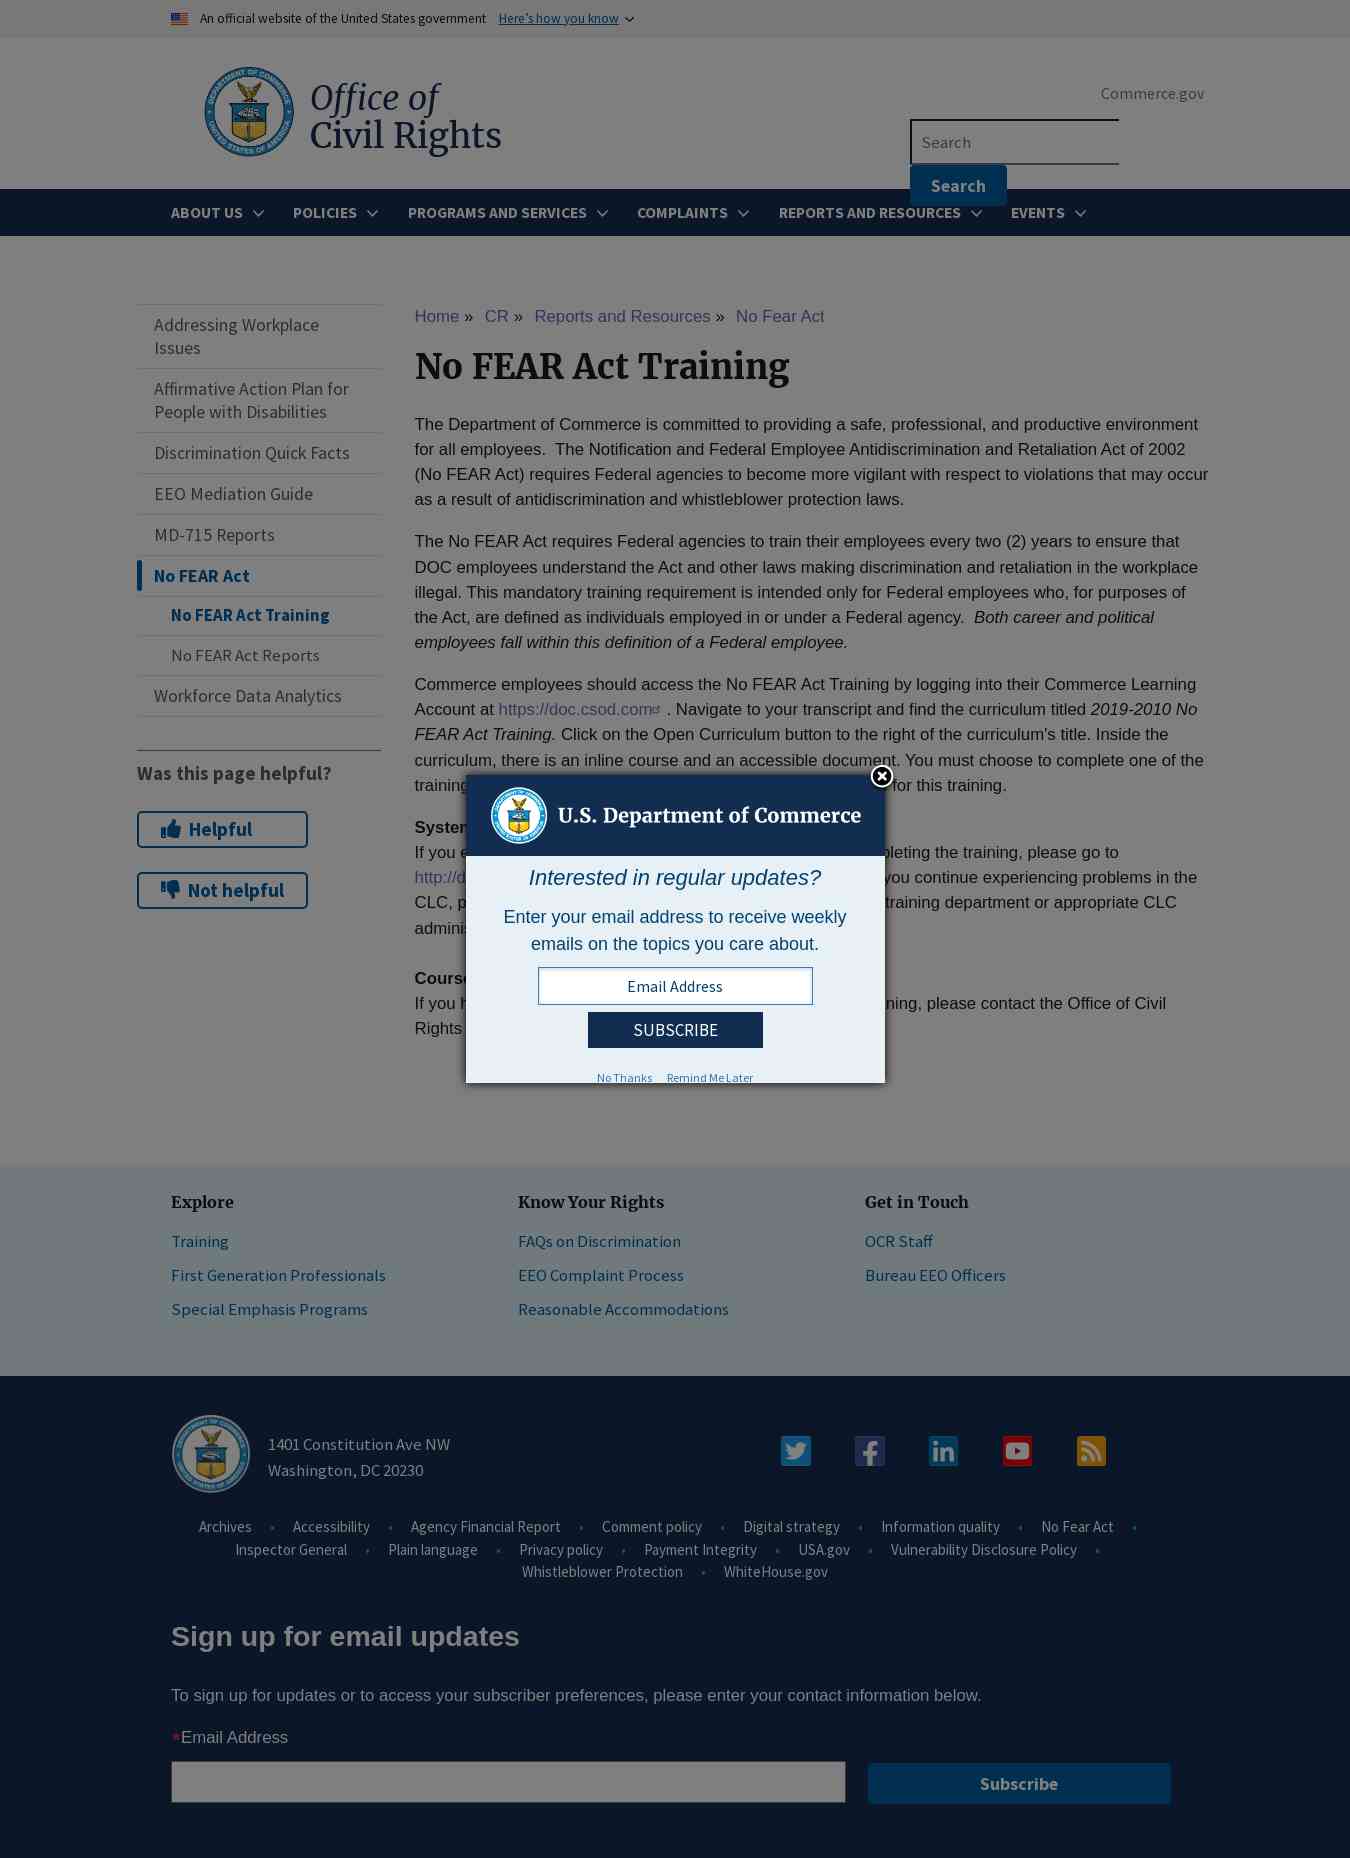 An official website of the United States government Here's how you know
Office of
Civil Rights
Commerce.gov
Search
Search
ABOUT US POLICIES PROGRAMS AND SERVICES COMPLAINTS REPORTS AND RESOURCES EVENTS
Addressing Workplace
Issues
Affirmative Action Plan for
People with Disabilities
Discrimination Quick Facts
EEO Mediation Guide
MD-715 Reports
No FEAR Act
No FEAR Act Training
No FEAR Act Reports
Workforce Data Analytics
Was this page helpful?
Helpful
Not helpful
Home » CR » Reports and Resources » No Fear Act
No FEAR Act Training
The Department of Commerce is committed to providing a safe, professional, and productive environment
for all employees.  The Notification and Federal Employee Antidiscrimination and Retaliation Act of 2002
(No FEAR Act) requires Federal agencies to become more vigilant with respect to violations that may occur
as a result of antidiscrimination and whistleblower protection laws.
The No FEAR Act requires Federal agencies to train their employees every two (2) years to ensure that
DOC employees understand the Act and other laws making discrimination and retaliation in the workplace
illegal. This mandatory training requirement is intended only for Federal employees who, for purposes of
the Act, are defined as individuals employed in or under a Federal agency.  Both career and political
employees fall within this definition of a Federal employee.
Commerce employees should access the No FEAR Act Training by logging into their Commerce Learning
Account at https://doc.csod.com . Navigate to your transcript and find the curriculum titled 2019-2010 No
FEAR Act Training. Click on the Open Curriculum button to the right of the curriculum's title. Inside the
curriculum, there is an inline course and an accessible document. You must choose to complete one of the
training for this training.
If you pleting the training, please go to
http://d you continue experiencing problems in the
CLC, p training department or appropriate CLC
adminis
If you h ning, please contact the Office of Civil
Rights
U.S. Department of Commerce
Interested in regular updates?
Enter your email address to receive weekly
emails on the topics you care about.
Email Address
SUBSCRIBE
No Thanks Remind Me Later
Explore
Training
First Generation Professionals
Special Emphasis Programs
Know Your Rights
FAQs on Discrimination
EEO Complaint Process
Reasonable Accommodations
Get in Touch
OCR Staff
Bureau EEO Officers
1401 Constitution Ave NW
Washington, DC 20230
Archives • Accessibility • Agency Financial Report • Comment policy • Digital strategy • Information quality • No Fear Act •
Inspector General • Plain language • Privacy policy • Payment Integrity • USA.gov • Vulnerability Disclosure Policy •
Whistleblower Protection • WhiteHouse.gov
Sign up for email updates
To sign up for updates or to access your subscriber preferences, please enter your contact information below.
*Email Address
Subscribe